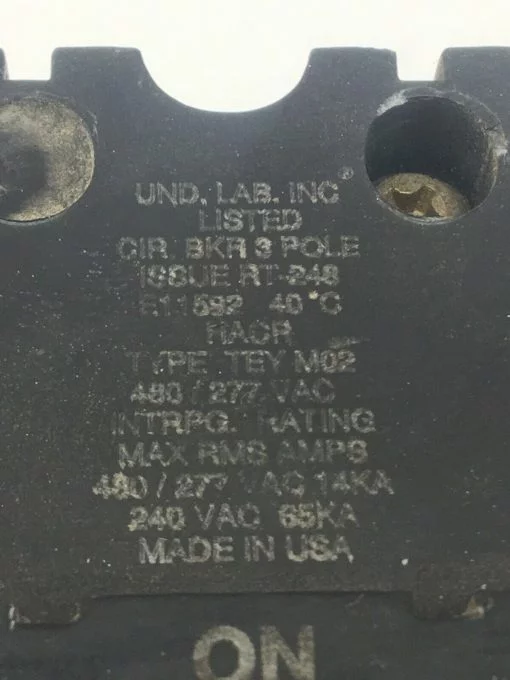 UND. LAB. INC ®
LISTED
CIR. BKR 3 POLE
ISSUE RT-248
E11592 40°C
HACR
TYPE TEY M02
480 / 277 VAC
INTRPG. RATING
MAX RMS AMPS
480 / 277 VAC 14KA
240 VAC 65KA
MADE IN USA
ON